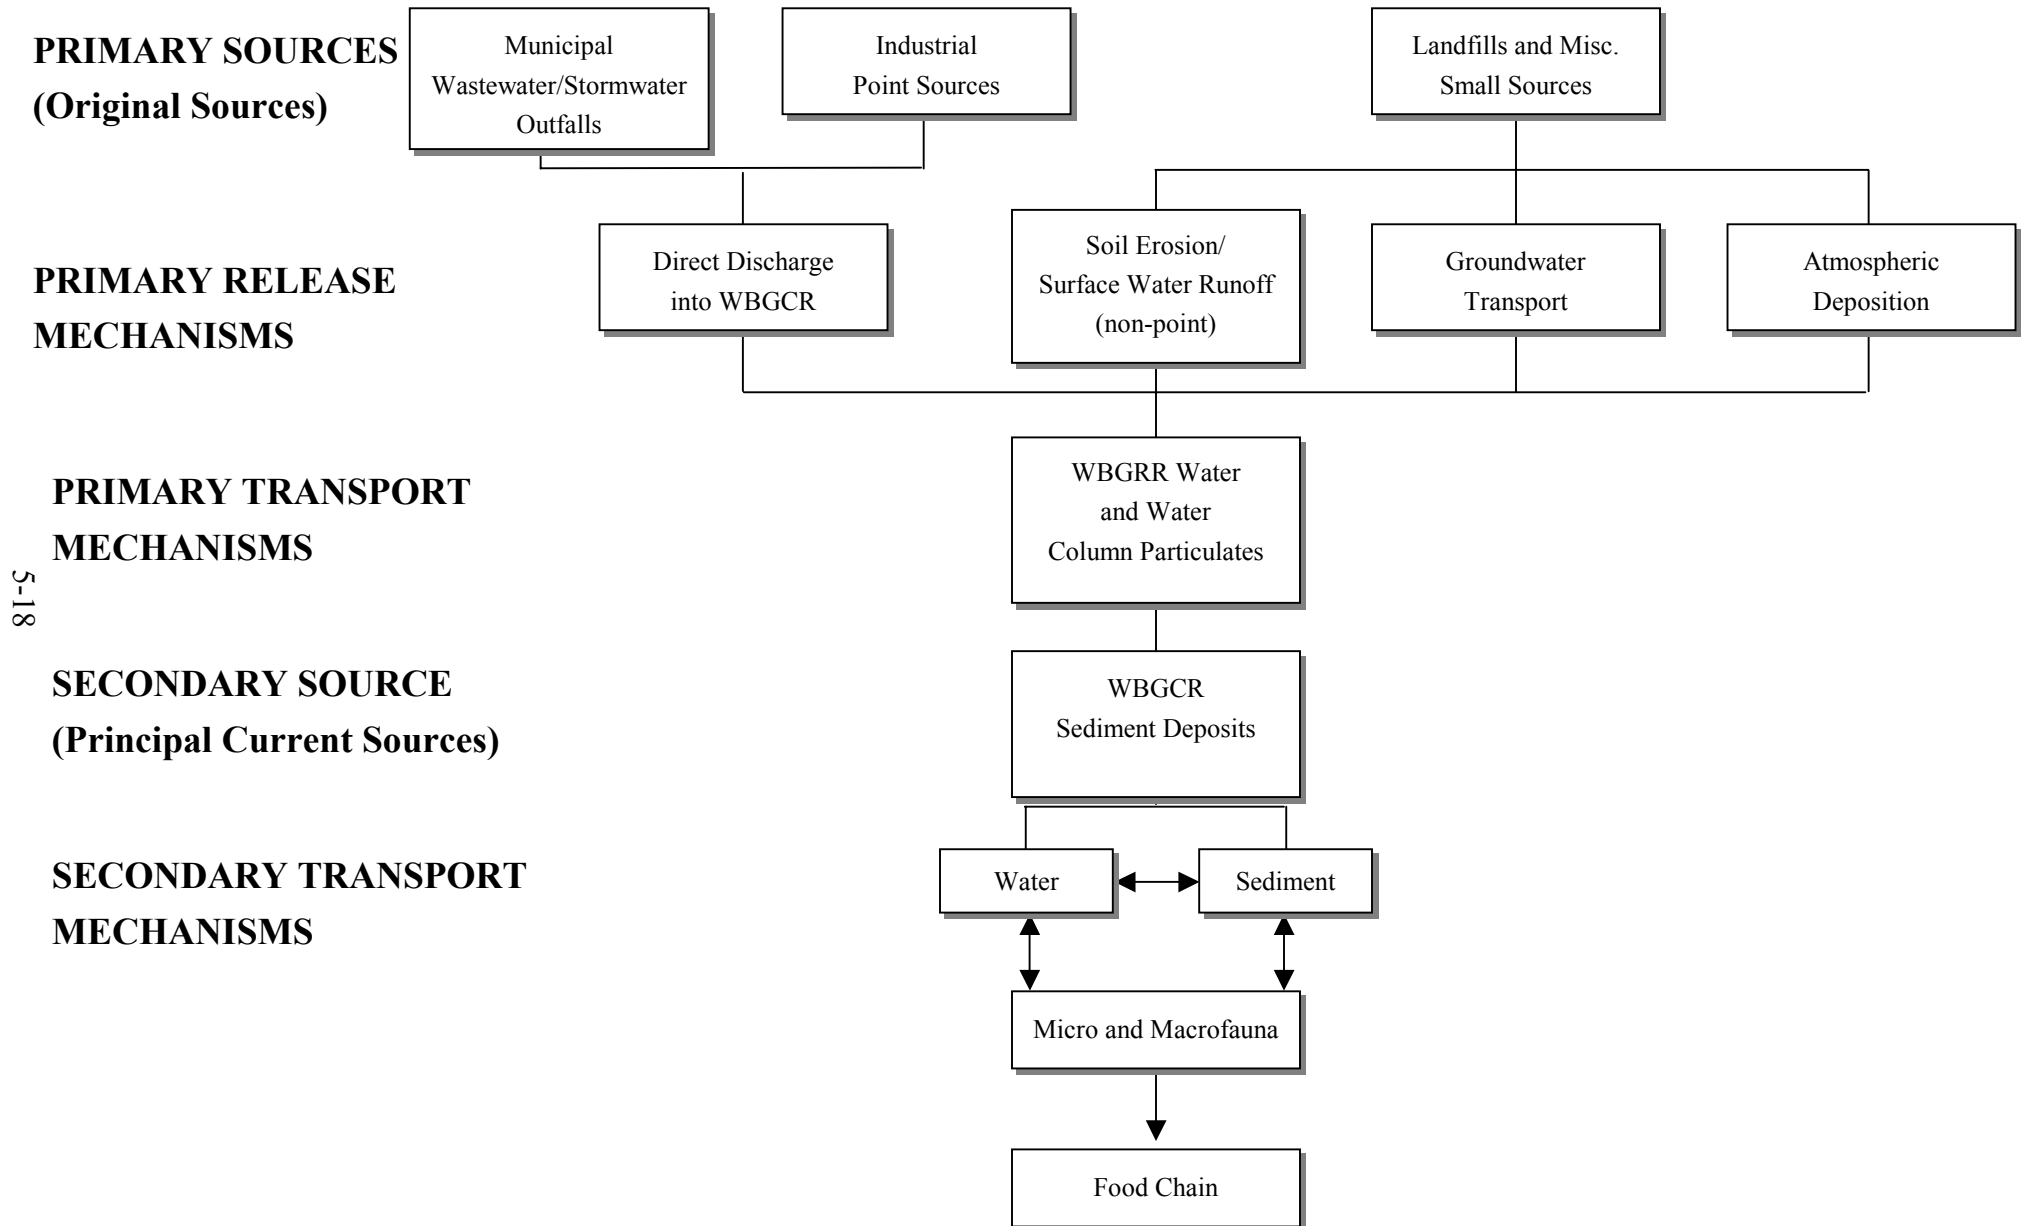 PRIMARY SOURCES
(Original Sources)
Municipal
Wastewater/Stormwater
Outfalls
Industrial
Point Sources
Landfills and Misc.
Small Sources
PRIMARY RELEASE
MECHANISMS
Direct Discharge
into WBGCR
Soil Erosion/
Surface Water Runoff
(non-point)
Groundwater
Transport
Atmospheric
Deposition
PRIMARY TRANSPORT
MECHANISMS
WBGRR Water
and Water
Column Particulates
5-18
SECONDARY SOURCE
(Principal Current Sources)
WBGCR
Sediment Deposits
SECONDARY TRANSPORT
MECHANISMS
Water
Sediment
Micro and Macrofauna
Food Chain